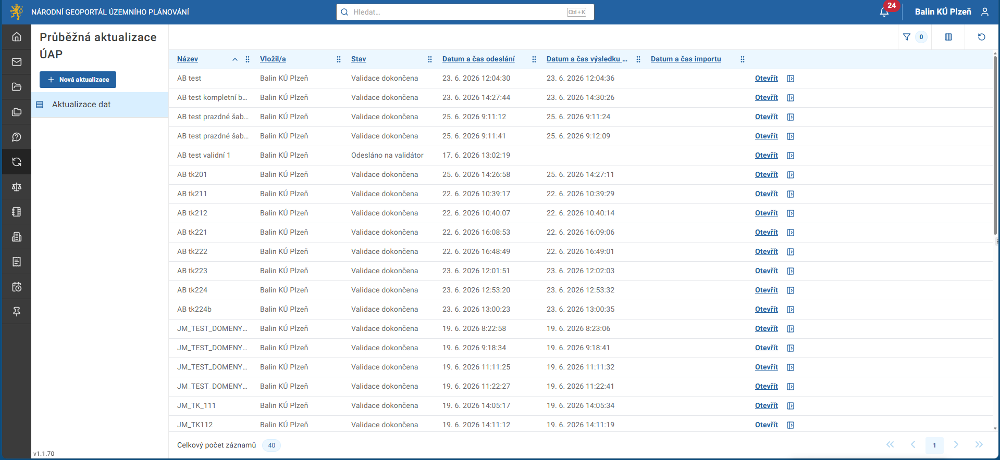 NÁRODNÍ GEOPORTÁL ÚZEMNÍHO PLÁNOVÁNÍ
Hledat...
Ctrl + K
24
Balin KÚ Plzeň
Průběžná aktualizace
ÚAP
0
Nová aktualizace
Aktualizace dat
Název Vložil/a Stav Datum a čas odeslání Datum a čas výsledku ... Datum a čas importu
AB test Balin KÚ Plzeň Validace dokončena 23. 6. 2026 12:04:30 23. 6. 2026 12:04:36 Otevřít
AB test kompletní b... Balin KÚ Plzeň Validace dokončena 23. 6. 2026 14:27:44 23. 6. 2026 14:30:26 Otevřít
AB test prazdné šab... Balin KÚ Plzeň Validace dokončena 25. 6. 2026 9:11:12 25. 6. 2026 9:11:24 Otevřít
AB test prazdné šab... Balin KÚ Plzeň Validace dokončena 25. 6. 2026 9:11:41 25. 6. 2026 9:12:09 Otevřít
AB test validní 1 Balin KÚ Plzeň Odesláno na validátor 17. 6. 2026 13:02:19 Otevřít
AB tk201 Balin KÚ Plzeň Validace dokončena 25. 6. 2026 14:26:58 25. 6. 2026 14:27:11 Otevřít
AB tk211 Balin KÚ Plzeň Validace dokončena 22. 6. 2026 10:39:17 22. 6. 2026 10:39:29 Otevřít
AB tk212 Balin KÚ Plzeň Validace dokončena 22. 6. 2026 10:40:07 22. 6. 2026 10:40:14 Otevřít
AB tk221 Balin KÚ Plzeň Validace dokončena 22. 6. 2026 16:08:53 22. 6. 2026 16:09:06 Otevřít
AB tk222 Balin KÚ Plzeň Validace dokončena 22. 6. 2026 16:48:49 22. 6. 2026 16:49:01 Otevřít
AB tk223 Balin KÚ Plzeň Validace dokončena 23. 6. 2026 12:01:51 23. 6. 2026 12:02:03 Otevřít
AB tk224 Balin KÚ Plzeň Validace dokončena 23. 6. 2026 12:53:20 23. 6. 2026 12:53:32 Otevřít
AB tk224b Balin KÚ Plzeň Validace dokončena 23. 6. 2026 13:00:23 23. 6. 2026 13:00:35 Otevřít
JM_TEST_DOMENY... Balin KÚ Plzeň Validace dokončena 19. 6. 2026 8:22:58 19. 6. 2026 8:23:06 Otevřít
JM_TEST_DOMENY... Balin KÚ Plzeň Validace dokončena 19. 6. 2026 9:18:34 19. 6. 2026 9:18:41 Otevřít
JM_TEST_DOMENY... Balin KÚ Plzeň Validace dokončena 19. 6. 2026 11:11:25 19. 6. 2026 11:11:32 Otevřít
JM_TEST_DOMENY... Balin KÚ Plzeň Validace dokončena 19. 6. 2026 11:22:27 19. 6. 2026 11:22:41 Otevřít
JM_TK_111 Balin KÚ Plzeň Validace dokončena 19. 6. 2026 14:05:17 19. 6. 2026 14:05:34 Otevřít
JM_TK112 Balin KÚ Plzeň Validace dokončena 19. 6. 2026 14:11:12 19. 6. 2026 14:11:19 Otevřít
Celkový počet záznamů 40
1
v1.1.70